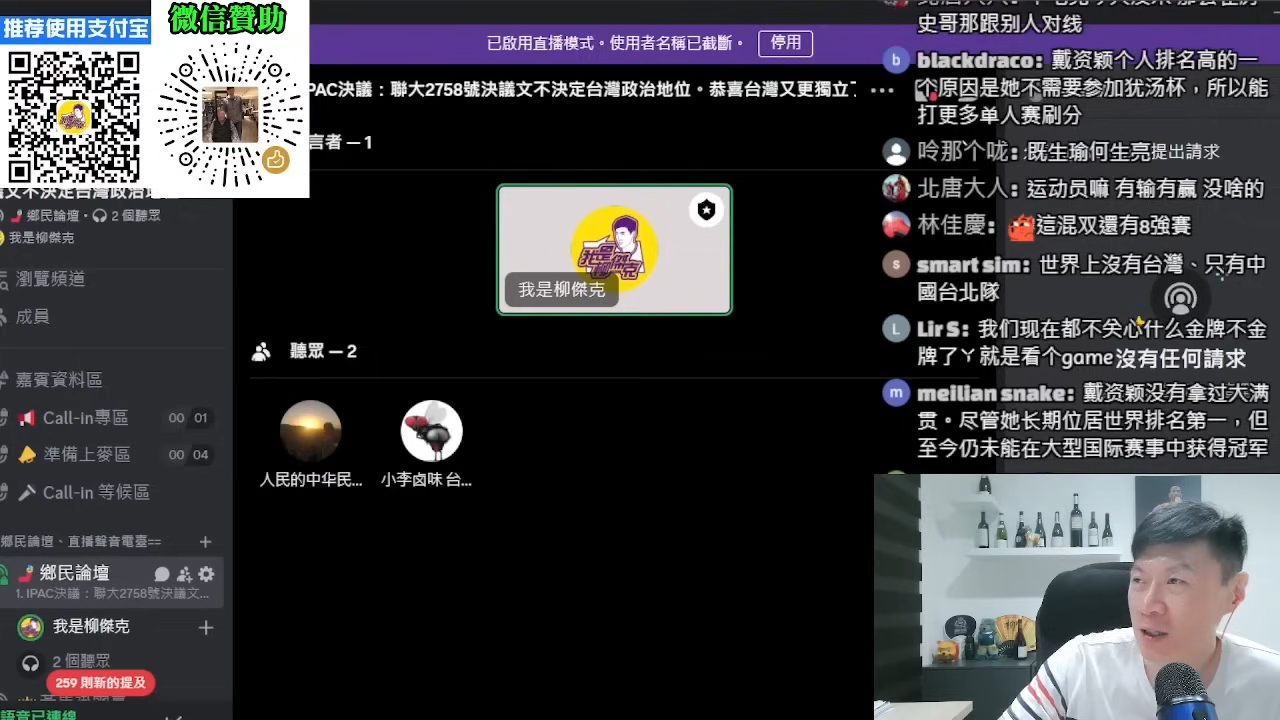 推荐使用支付宝
微信贊助
已啟用直播模式。使用者名稱已截斷。
停用
PAC決議：聯大2758號決議文不決定台灣政治地位。恭喜台灣又更獨立了
言者 — 1
我是柳傑克
我是柳傑克
聽眾 — 2
人民的中华民...
小李卤味 台...
鄉民論壇・ 2 個聽眾
我是柳傑克
瀏覽頻道
成員
嘉賓資料區
Call-in專區 00 01
準備上麥區 00 04
Call-in 等候區
鄉民論壇、直播聲音電臺==
鄉民論壇
1. IPAC決議：聯大2758號決議文...
我是柳傑克
2 個聽眾
259 則新的提及
語音已連線
史哥那跟别人对线
blackdraco: 戴资颖个人排名高的一
个原因是她不需要参加犹汤杯，所以能
打更多单人赛刷分
呤那个咙: 既生瑜何生亮
提出請求
北唐大人: 运动员嘛 有输有赢 没啥的
林佳慶: 這混双還有8強賽
smart sim: 世界上沒有台灣、只有中
國台北隊
Lir S: 我们现在都不关心什么金牌不金
牌了丫 就是看个game
沒有任何請求
meilian snake: 戴资颖没有拿过大满
贯。尽管她长期位居世界排名第一，但
至今仍未能在大型国际赛事中获得冠军